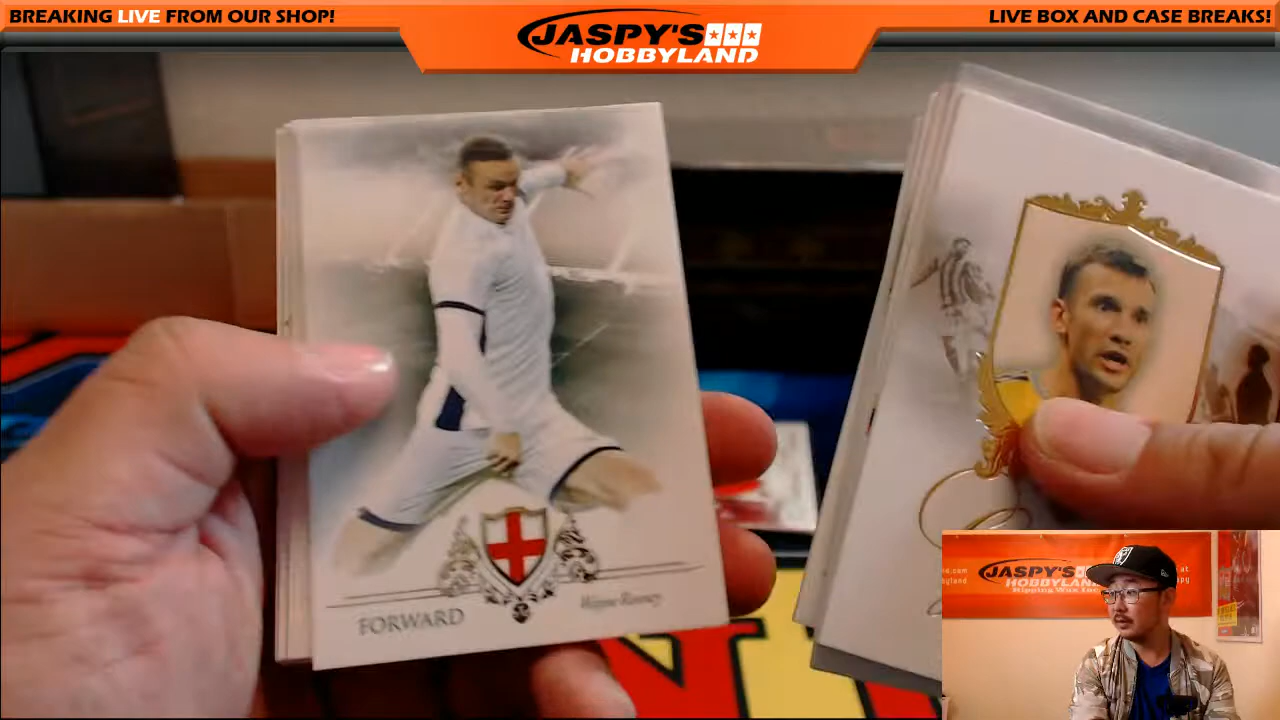 BREAKING LIVE FROM OUR SHOP!
JASPY'S
HOBBYLAND
LIVE BOX AND CASE BREAKS!
FORWARD
Wayne Rooney
JASPY'S
HOBBYLAND